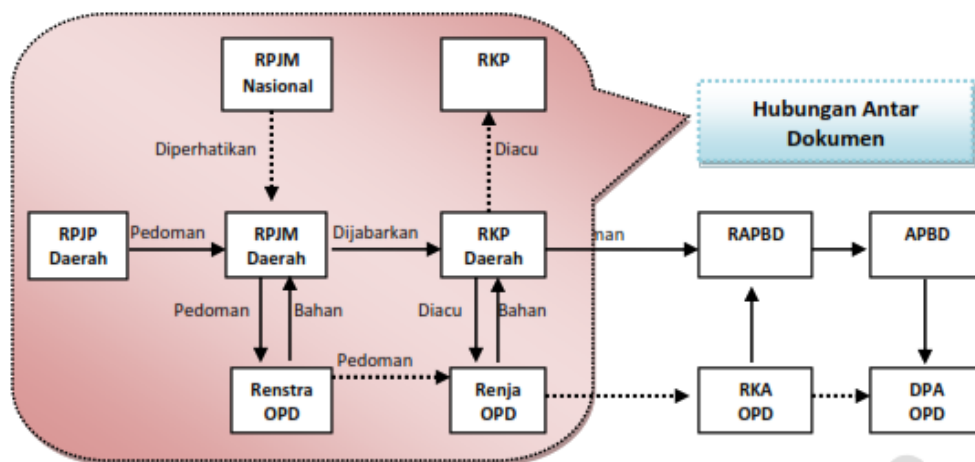 RPJM
Nasional
RKP
Hubungan Antar
Dokumen
Diperhatikan
Diacu
RPJP
Daerah
Pedoman
RPJM
Daerah
Dijabarkan
RKP
Daerah
man
RAPBD
APBD
Pedoman
Bahan
Diacu
Bahan
Pedoman
Renstra
OPD
Renja
OPD
RKA
OPD
DPA
OPD